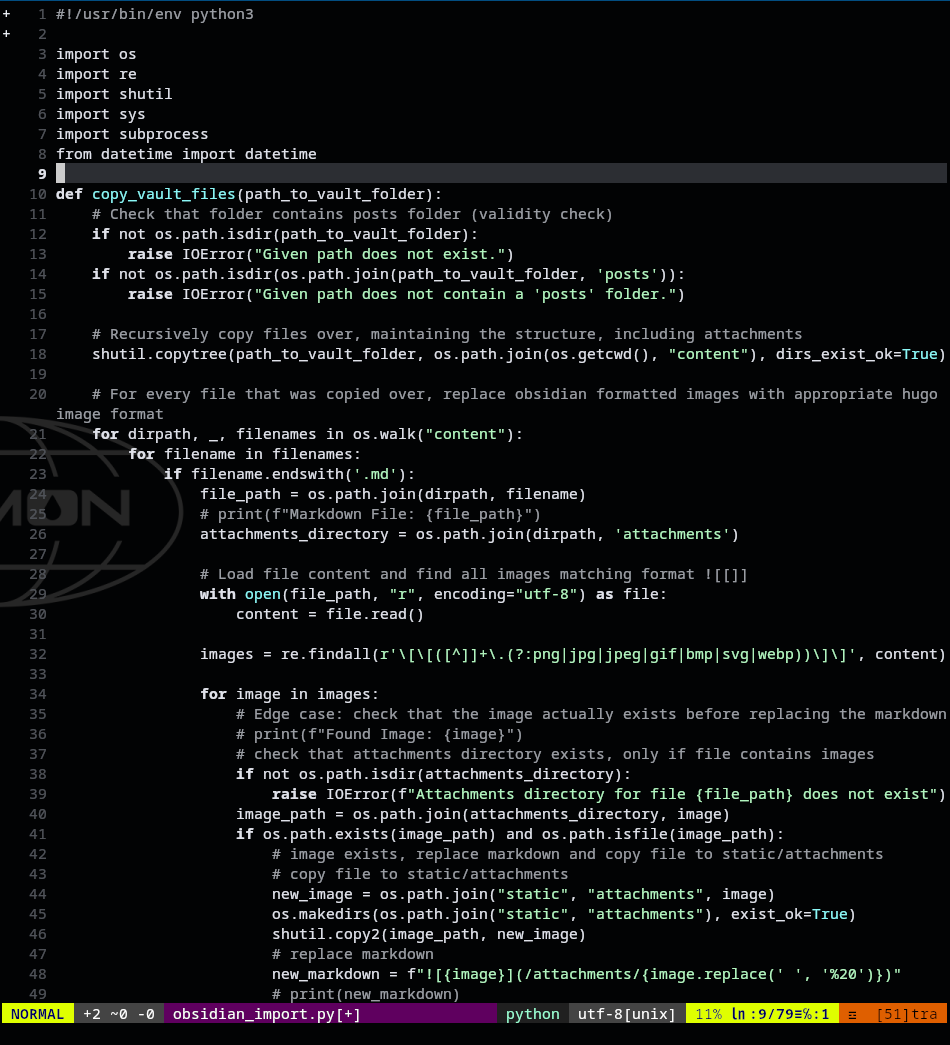 + 1 #!/usr/bin/env python3
+ 2
3 import os
4 import re
5 import shutil
6 import sys
7 import subprocess
8 from datetime import datetime
9
10 def copy_vault_files(path_to_vault_folder):
11     # Check that folder contains posts folder (validity check)
12     if not os.path.isdir(path_to_vault_folder):
13         raise IOError("Given path does not exist.")
14     if not os.path.isdir(os.path.join(path_to_vault_folder, 'posts')):
15         raise IOError("Given path does not contain a 'posts' folder.")
16
17     # Recursively copy files over, maintaining the structure, including attachments
18     shutil.copytree(path_to_vault_folder, os.path.join(os.getcwd(), "content"), dirs_exist_ok=True)
19
20     # For every file that was copied over, replace obsidian formatted images with appropriate hugo
image format
21     for dirpath, _, filenames in os.walk("content"):
22         for filename in filenames:
23             if filename.endswith('.md'):
24                 file_path = os.path.join(dirpath, filename)
25                 # print(f"Markdown File: {file_path}")
26                 attachments_directory = os.path.join(dirpath, 'attachments')
27
28                 # Load file content and find all images matching format ![[]]
29                 with open(file_path, "r", encoding="utf-8") as file:
30                     content = file.read()
31
32                 images = re.findall(r'\[\[([^]]+\.(?:png|jpg|jpeg|gif|bmp|svg|webp))\]\]', content)
33
34                 for image in images:
35                     # Edge case: check that the image actually exists before replacing the markdown
36                     # print(f"Found Image: {image}")
37                     # check that attachments directory exists, only if file contains images
38                     if not os.path.isdir(attachments_directory):
39                         raise IOError(f"Attachments directory for file {file_path} does not exist")
40                     image_path = os.path.join(attachments_directory, image)
41                     if os.path.exists(image_path) and os.path.isfile(image_path):
42                         # image exists, replace markdown and copy file to static/attachments
43                         # copy file to static/attachments
44                         new_image = os.path.join("static", "attachments", image)
45                         os.makedirs(os.path.join("static", "attachments"), exist_ok=True)
46                         shutil.copy2(image_path, new_image)
47                         # replace markdown
48                         new_markdown = f"![{image}](/attachments/{image.replace(' ', '%20')})"
49                         # print(new_markdown)
NORMAL +2 ~0 -0 obsidian_import.py[+] python utf-8[unix] 11% ln:9/79≡%:1 ≡ [51]tra